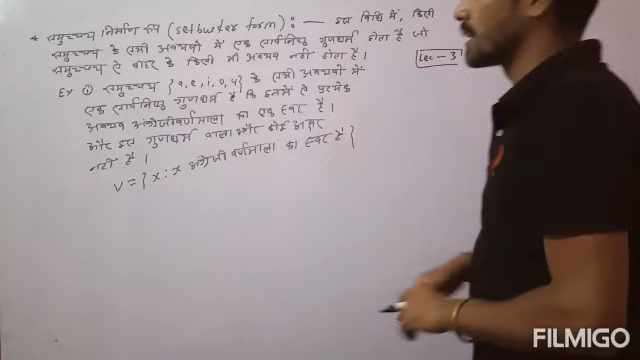 * समुच्चय निर्माण रूप (set buster form) : — इस विधि में, किसी
समुच्चय के सभी अवयवों में एक सार्वनिष्ठ गुणधर्म होता है जो
समुच्चय से बाहर के किसी भी अवयव नहीं होता है।
Lec - 3
Ex ① समुच्चय {a, e, i, o, u} के सभी अवयवों में
एक सार्वनिष्ठ गुणधर्म है कि इनमें से प्रत्येक
अवयव अंग्रेजी वर्णमाला का एक स्वर है।
और इस गुणधर्म वाला और कोई अक्षर
नहीं है।
V = { x : x अंग्रेजी वर्णमाला का स्वर है }
FILMIGO